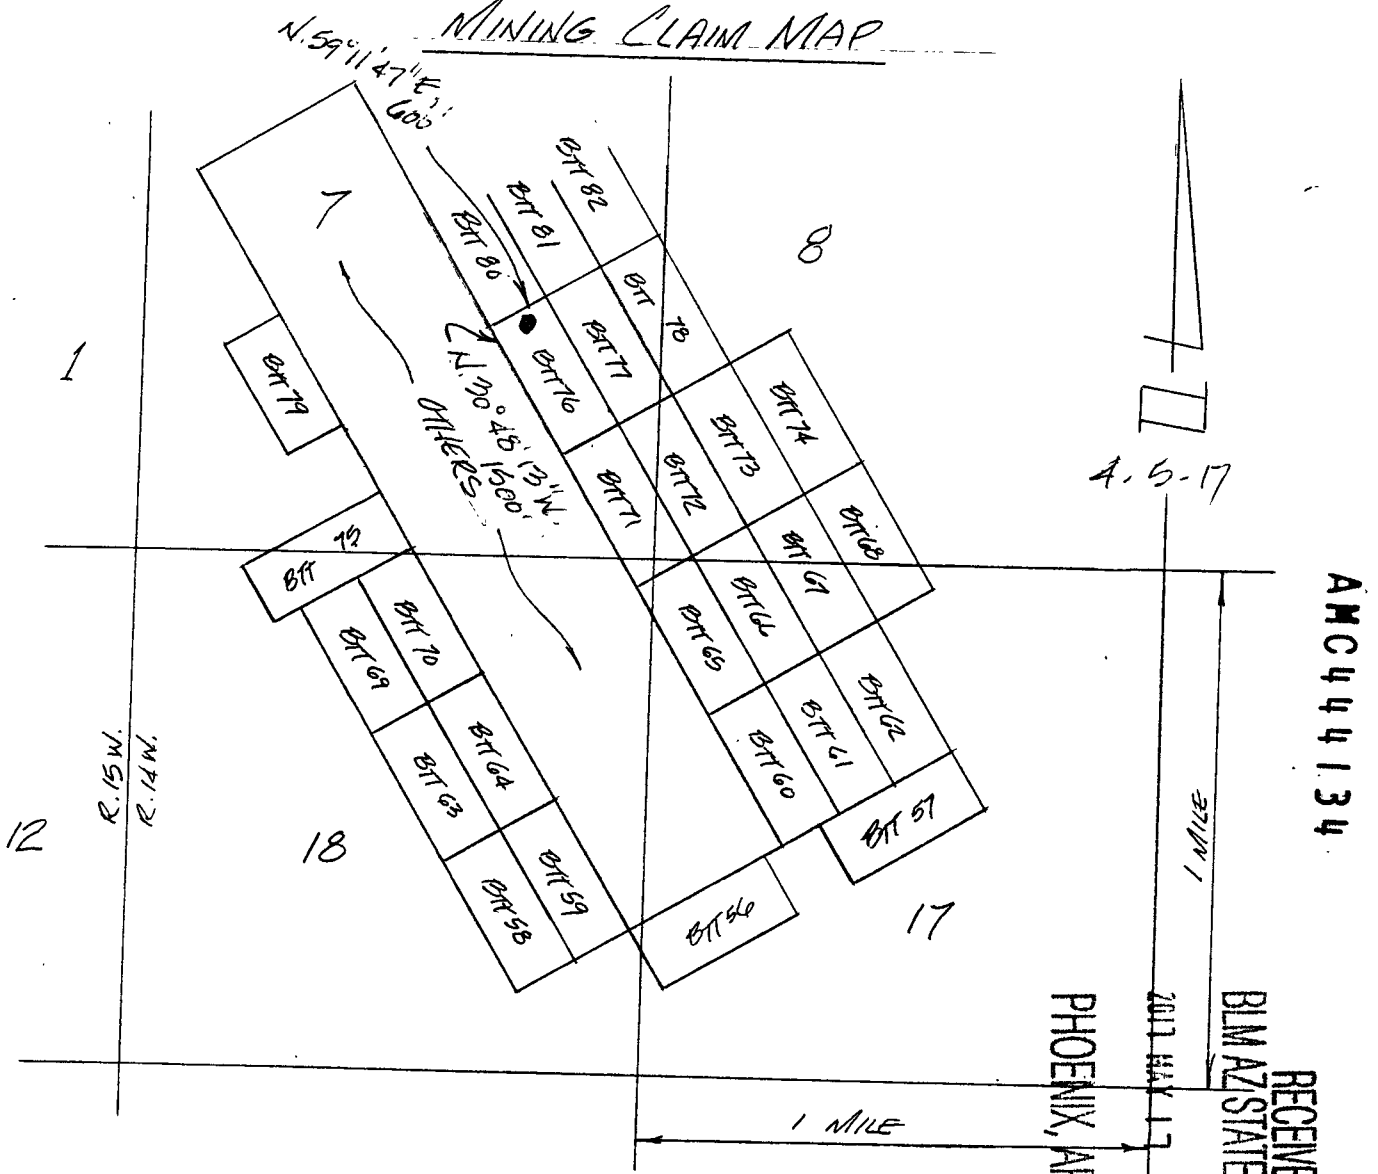 MINING CLAIM MAP
N.59°11'47"E.,
600'
BTT 82
BTT 81
BTT 80
7
8
BTT 78
BTT 77
BTT 76
1
BTT 79
N.30°48'13"W.
1500'
OTHERS
BTT 74
BTT 73
BTT 72
BTT 71
4.5.17
BTT 75
BTT 68
BTT 67
BTT 66
BTT 65
BTT 70
BTT 69
BTT 62
BTT 61
BTT 60
BTT 64
BTT 63
R.15W.
R.14W.
12
18
BTT 57
BTT 59
BTT 58
BTT 56
17
1 MILE
1 MILE
AMC444134
RECEIVE
BLM AZ STATE
2017 MAY 17
PHOENIX, A